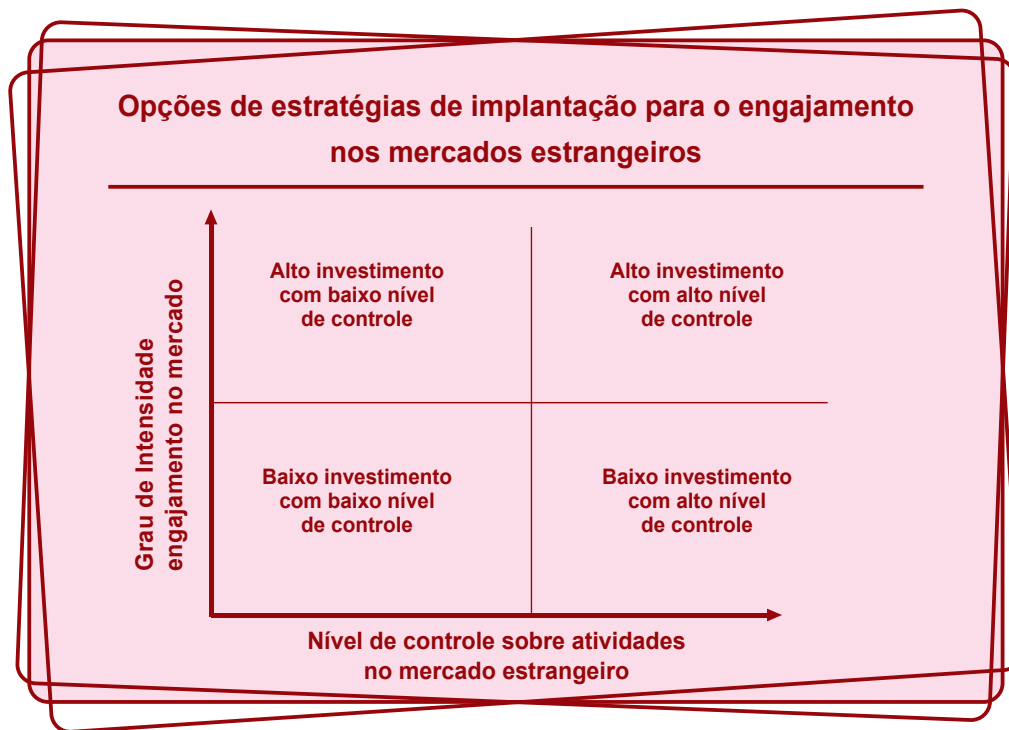 Opções de estratégias de implantação para o engajamento
nos mercados estrangeiros
Grau de Intensidade
engajamento no mercado
Alto investimento
com baixo nível
de controle
Alto investimento
com alto nível
de controle
Baixo investimento
com baixo nível
de controle
Baixo investimento
com alto nível
de controle
Nível de controle sobre atividades
no mercado estrangeiro